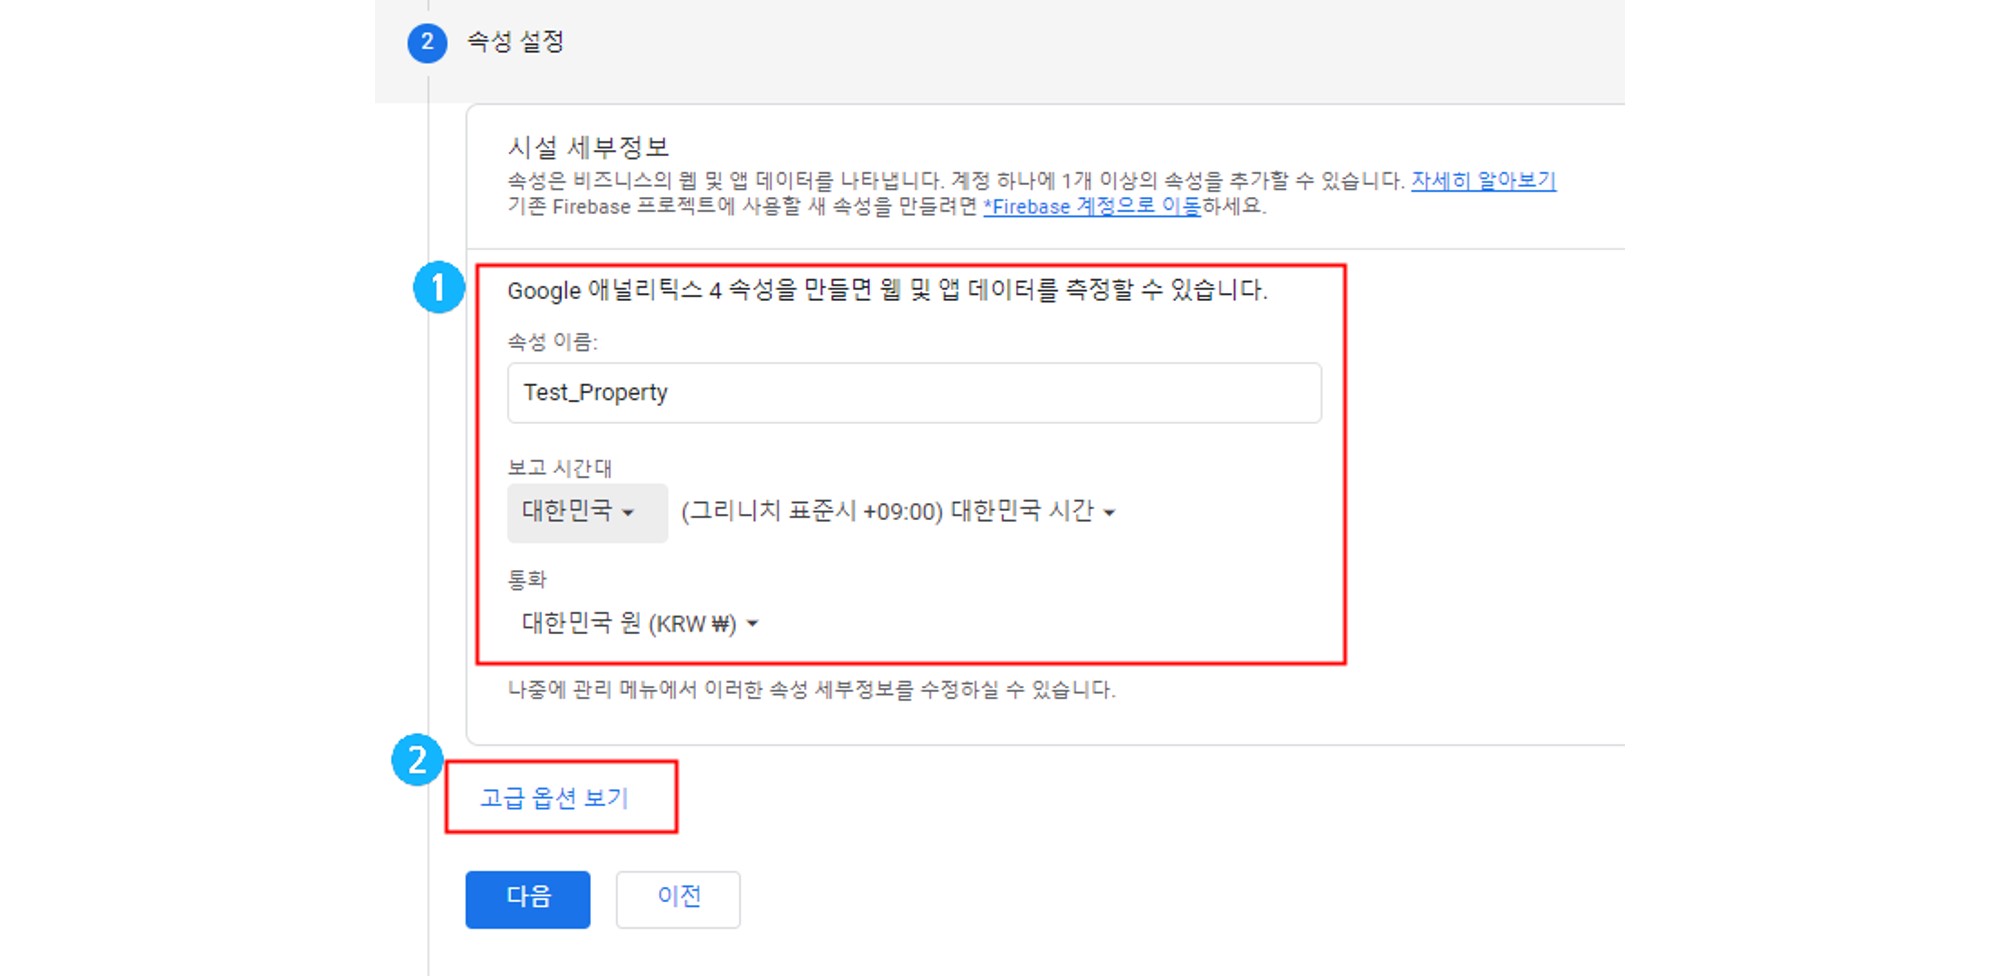 2 속성 설정
시설 세부정보
속성은 비즈니스의 웹 및 앱 데이터를 나타냅니다. 계정 하나에 1개 이상의 속성을 추가할 수 있습니다. 자세히 알아보기
기존 Firebase 프로젝트에 사용할 새 속성을 만들려면 *Firebase 계정으로 이동하세요.
1
Google 애널리틱스 4 속성을 만들면 웹 및 앱 데이터를 측정할 수 있습니다.
속성 이름:
Test_Property
보고 시간대
대한민국 (그리니치 표준시 +09:00) 대한민국 시간
통화
대한민국 원 (KRW ₩)
나중에 관리 메뉴에서 이러한 속성 세부정보를 수정하실 수 있습니다.
2
고급 옵션 보기
다음 이전